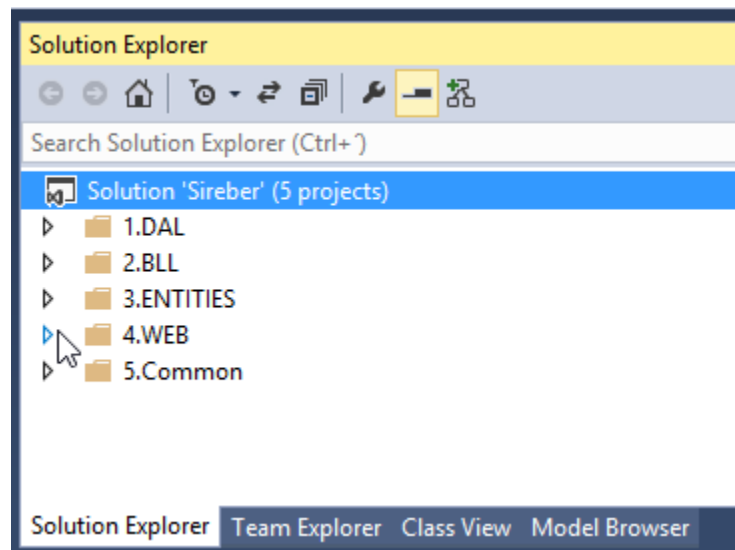 Solution Explorer
Search Solution Explorer (Ctrl+¨)
Solution 'Sireber' (5 projects)
1.DAL
2.BLL
3.ENTITIES
4.WEB
5.Common
Solution Explorer Team Explorer Class View Model Browser